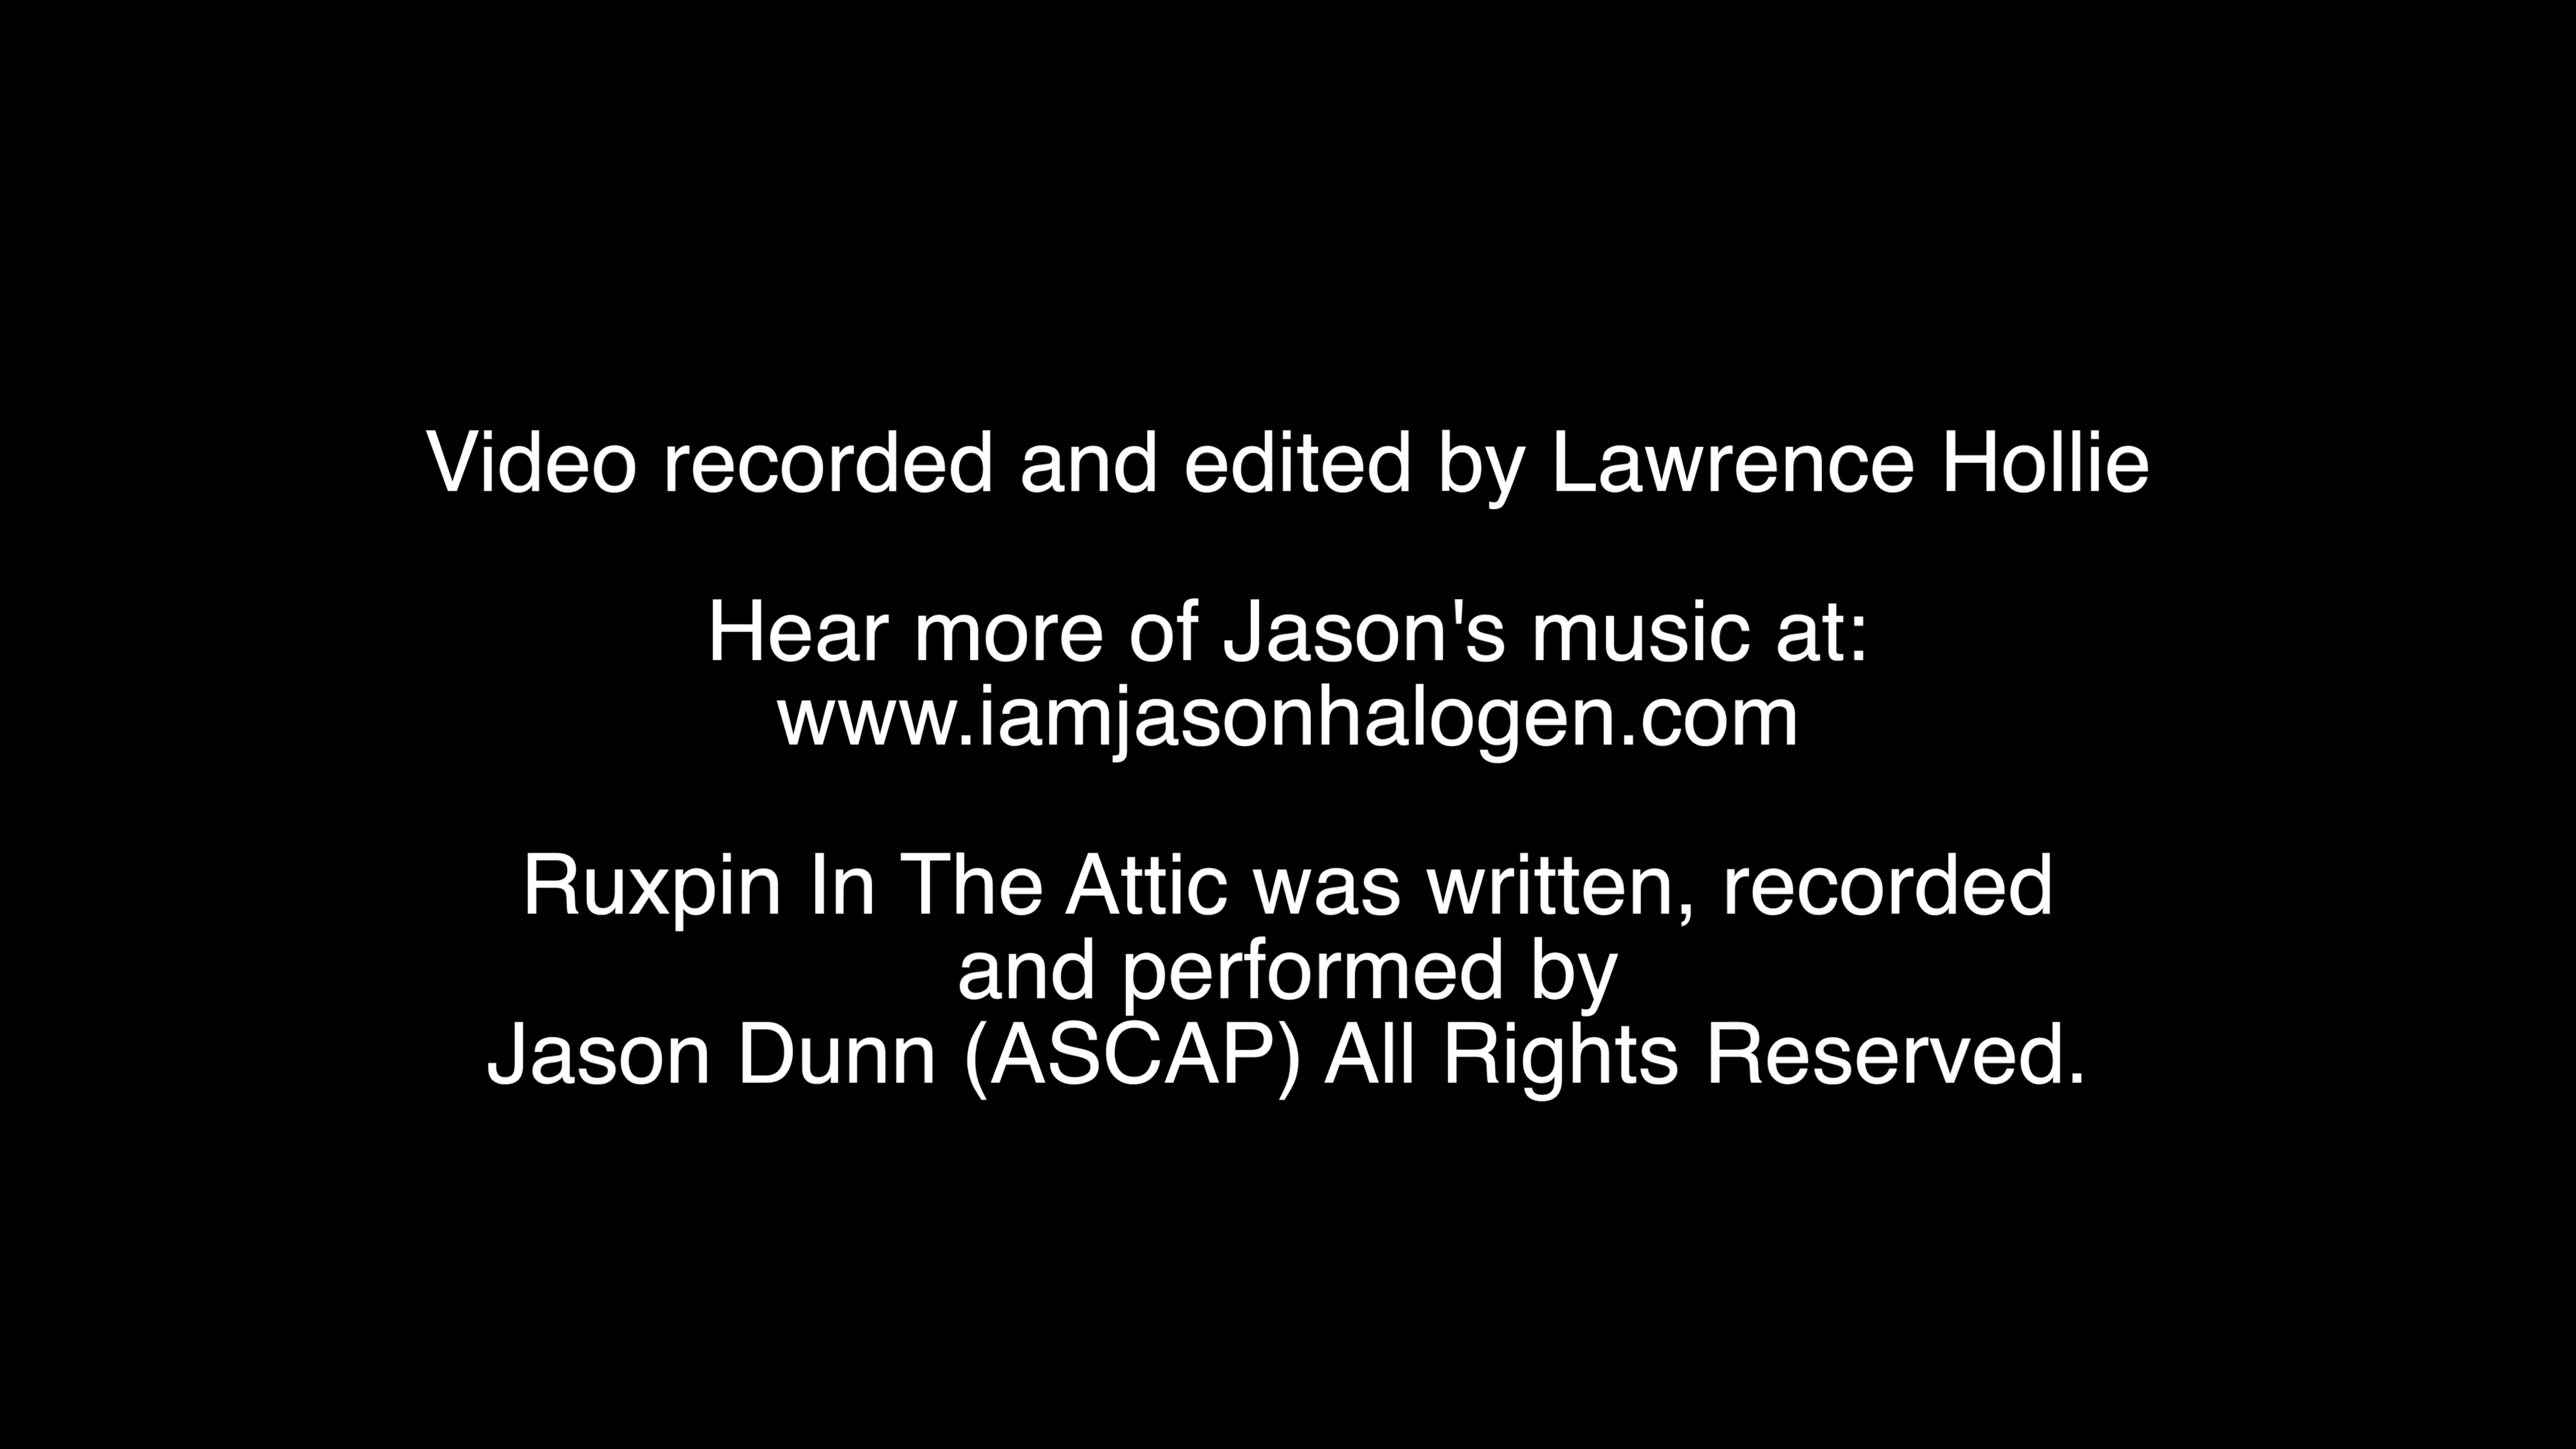 Video recorded and edited by Lawrence Hollie
Hear more of Jason's music at:
www.iamjasonhalogen.com
Ruxpin In The Attic was written, recorded
and performed by
Jason Dunn (ASCAP) All Rights Reserved.